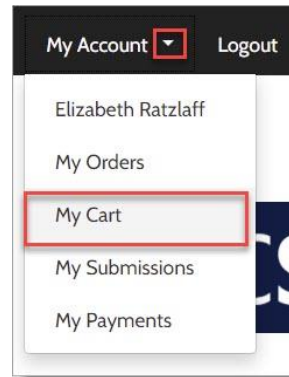 My Account Logout
Elizabeth Ratzlaff
My Orders
My Cart
My Submissions
My Payments